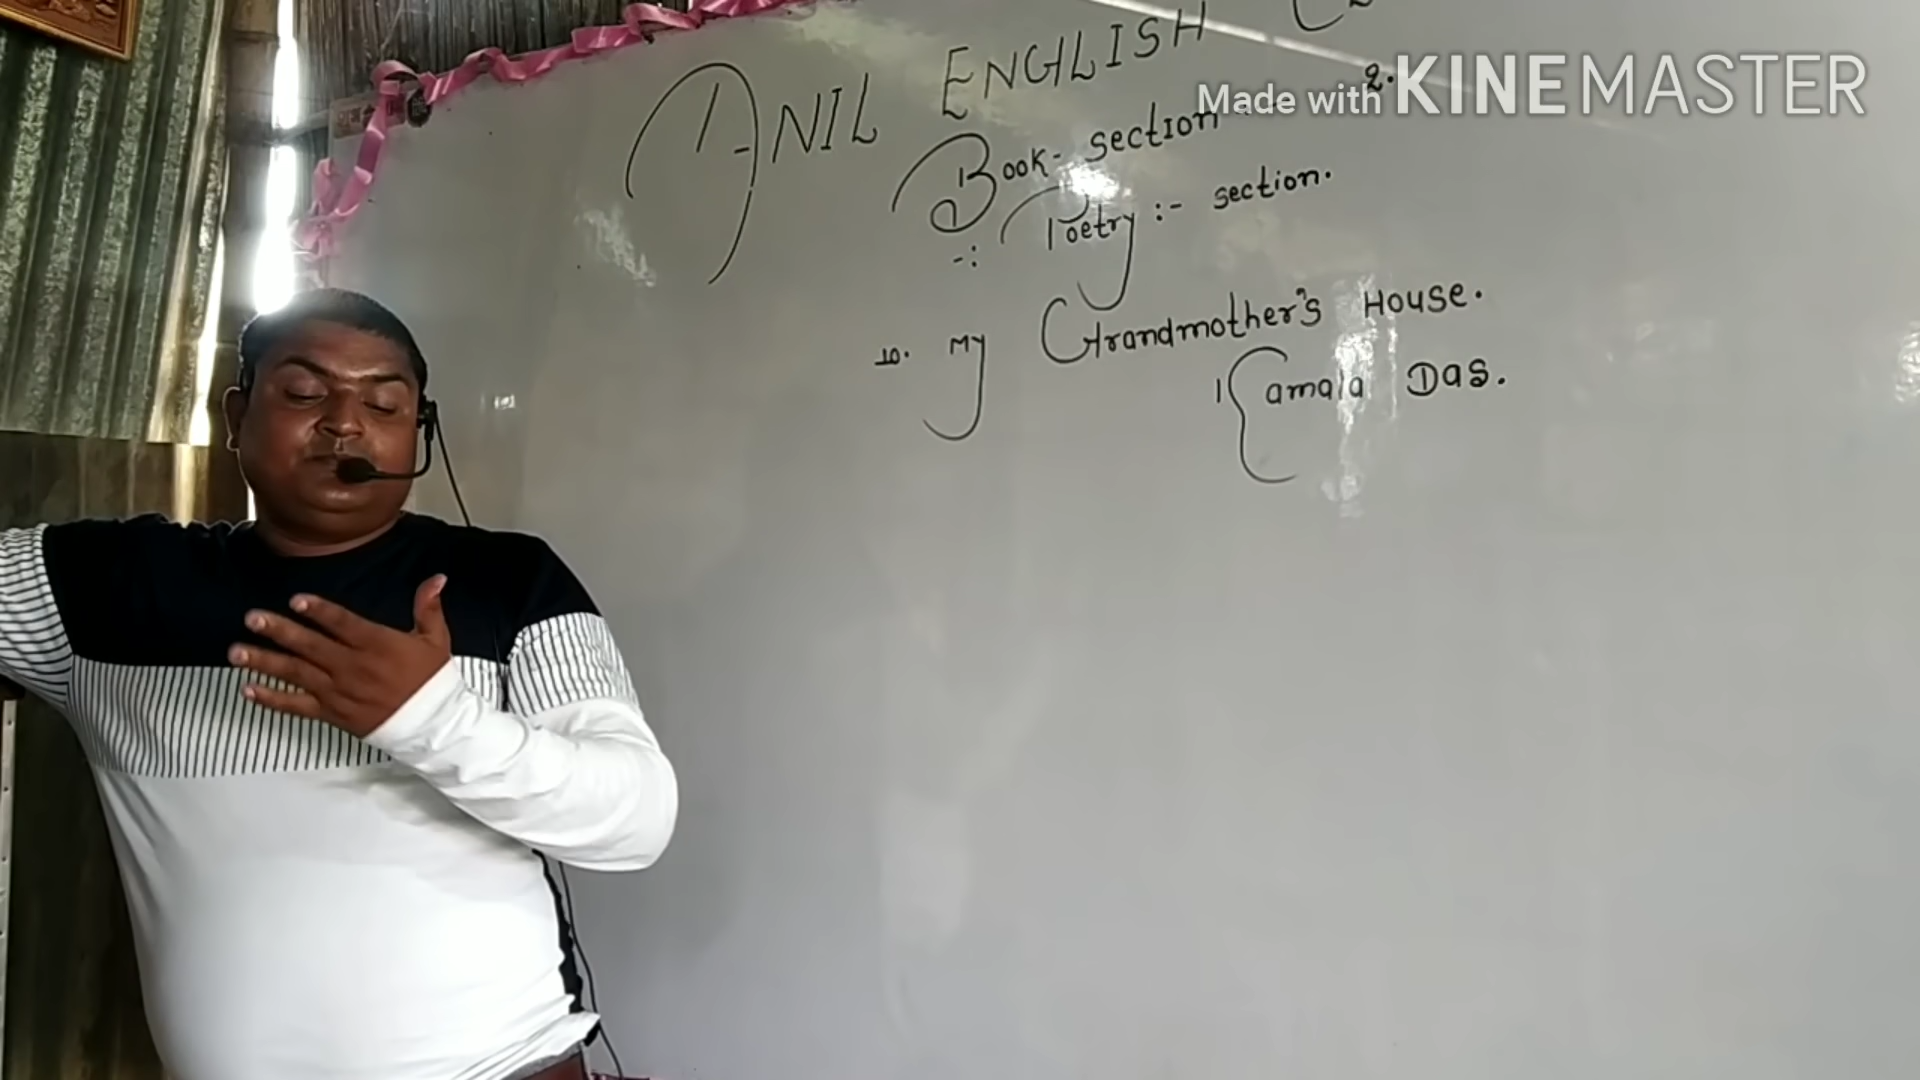 ANIL ENGLISH
Made with KINEMASTER
Book- section 2.
-: Poetry :- section.
10. My Grandmother's House.
Kamala Das.